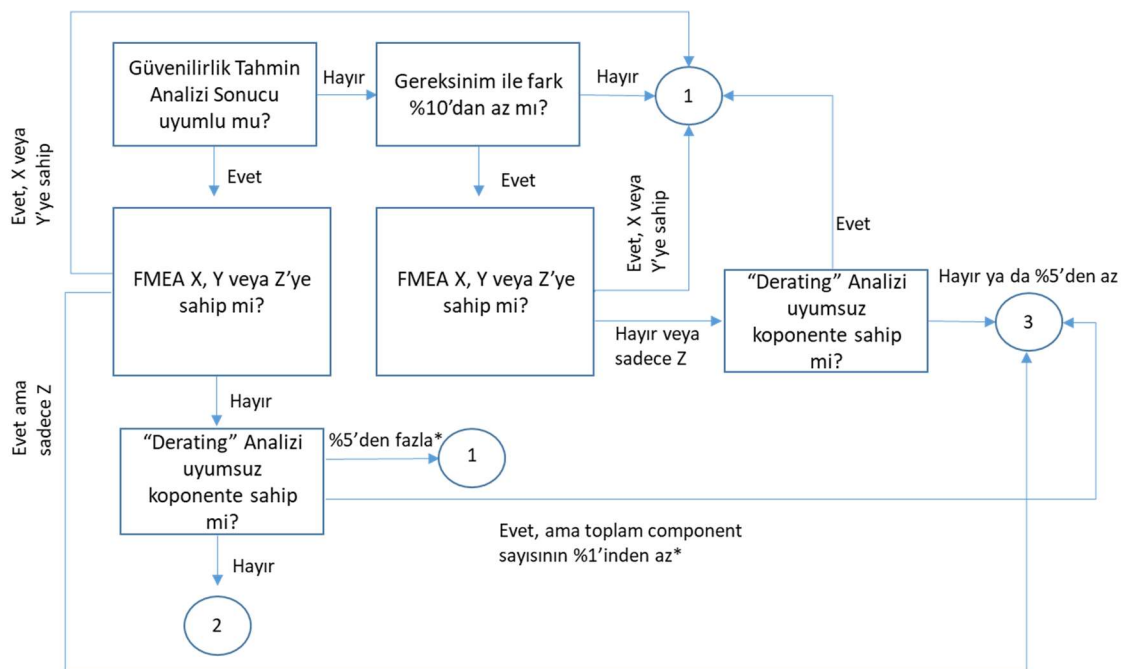 Güvenilirlik Tahmin
Analizi Sonucu
uyumlu mu?
Hayır
Gereksinim ile fark
%10’dan az mı?
Hayır
1
Evet, X veya
Y’ye sahip
Evet
Evet
Evet, X veya
Y’ye sahip
Evet
FMEA X, Y veya Z’ye
sahip mi?
FMEA X, Y veya Z’ye
sahip mi?
“Derating” Analizi
uyumsuz
koponente sahip
mi?
Hayır ya da %5’den az
3
Hayır veya
sadece Z
Evet ama
sadece Z
Hayır
“Derating” Analizi
uyumsuz
koponente sahip
mi?
%5’den fazla*
1
Evet, ama toplam component
sayısının %1’inden az*
Hayır
2